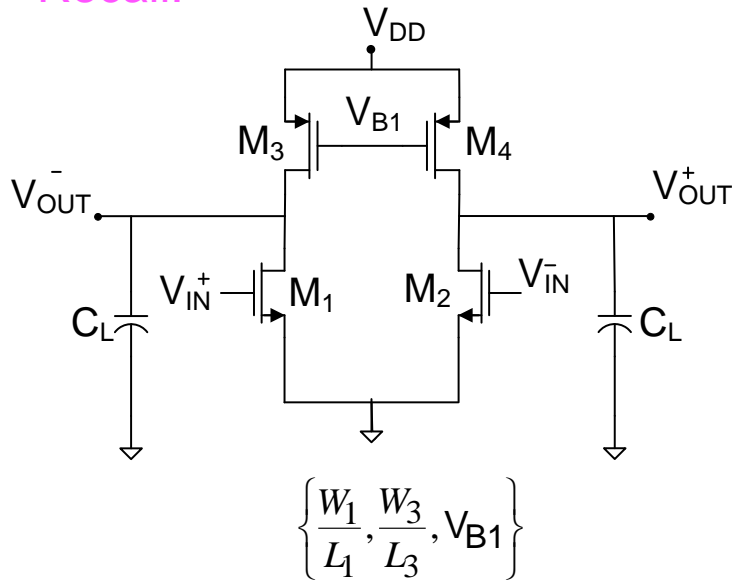 V_DD
V_B1
M_3 M_4
V_OUT^- V_OUT^+
V_IN^+ M_1 M_2 V_IN^-
C_L C_L
{W_1/L_1, W_3/L_3, V_B1}